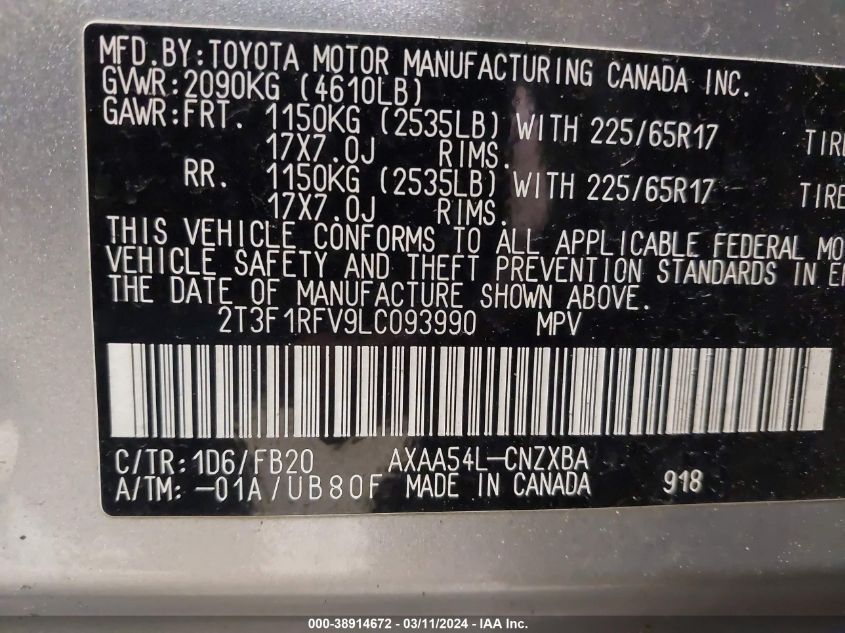 MFD.BY:TOYOTA MOTOR MANUFACTURING CANADA INC.
GVWR:2090KG (4610LB)
GAWR:FRT. 1150KG (2535LB) WITH 225/65R17 TIRE
17X7.0J RIMS.
RR. 1150KG (2535LB) WITH 225/65R17 TIRE
17X7.0J RIMS.
THIS VEHICLE CONFORMS TO ALL APPLICABLE FEDERAL MO
VEHICLE SAFETY AND THEFT PREVENTION STANDARDS IN E
THE DATE OF MANUFACTURE SHOWN ABOVE.
2T3F1RFV9LC093990 MPV
C/TR:1D6/FB20 AXAA54L-CNZXBA
A/TM:-01A/UB80F MADE IN CANADA 918
000-38914672 - 03/11/2024 - IAA Inc.